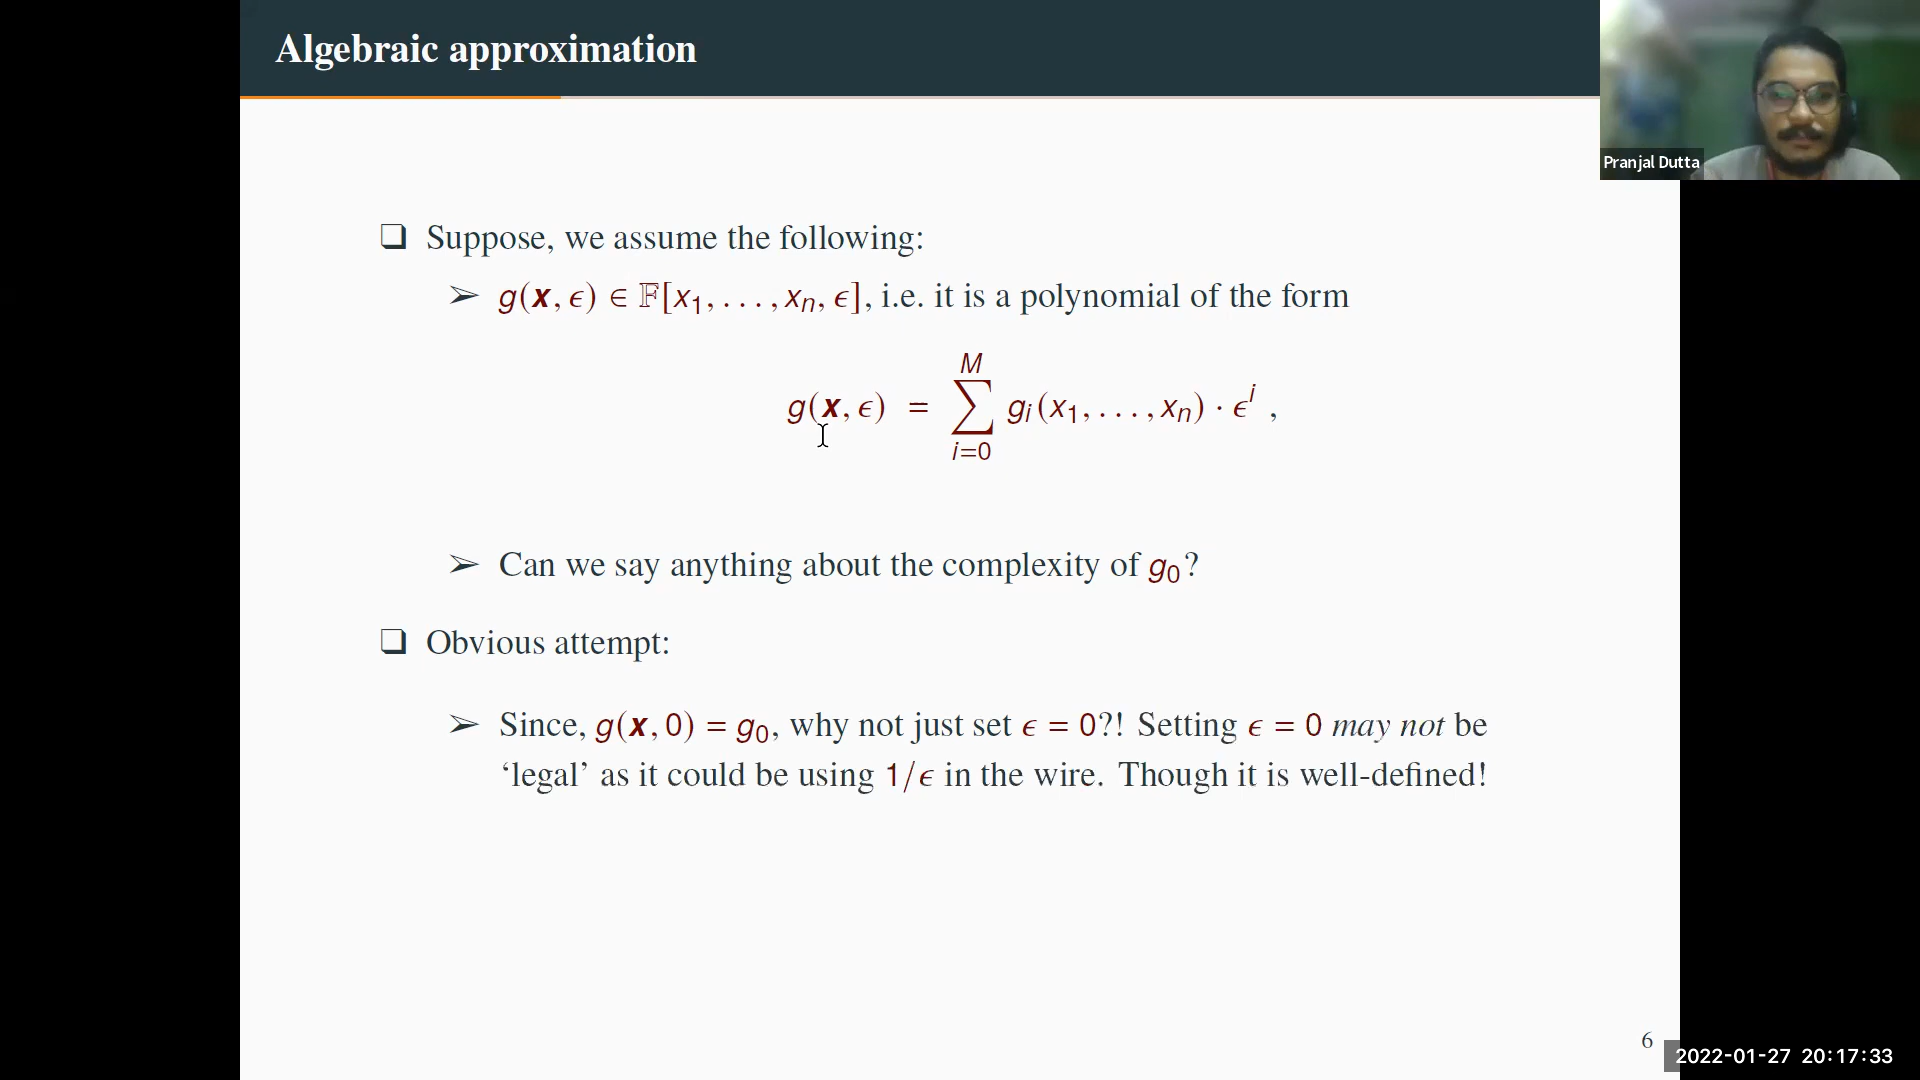 Algebraic approximation
Pranjal Dutta
❑ Suppose, we assume the following:
➢ g(x, ϵ) ∈ 𝔽[x₁, . . . , xₙ, ϵ], i.e. it is a polynomial of the form
g(x, ϵ) = ∑_{i=0}^{M} gᵢ(x₁, . . . , xₙ) · ϵⁱ ,
➢ Can we say anything about the complexity of g₀?
❑ Obvious attempt:
➢ Since, g(x, 0) = g₀, why not just set ϵ = 0?! Setting ϵ = 0 may not be
‘legal’ as it could be using 1/ϵ in the wire. Though it is well-defined!
6
2022-01-27 20:17:33